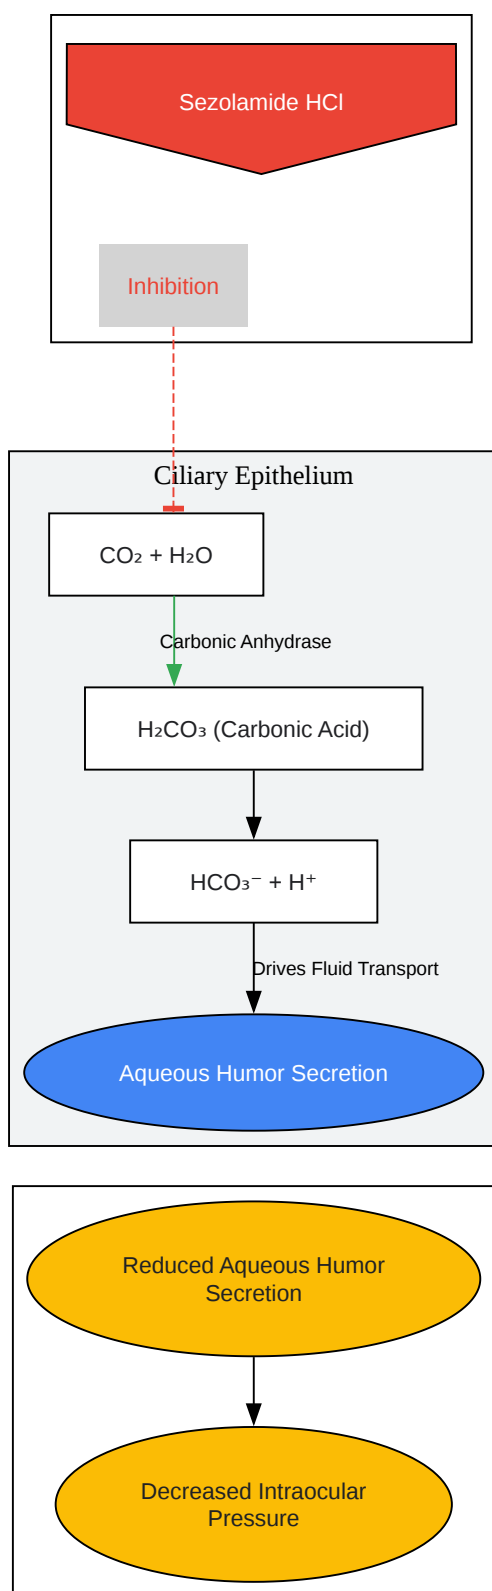 Sezolamide HCl
Inhibition
Ciliary Epithelium
CO₂ + H₂O
Carbonic Anhydrase
H₂CO₃ (Carbonic Acid)
HCO₃⁻ + H⁺
Drives Fluid Transport
Aqueous Humor Secretion
Reduced Aqueous Humor
Secretion
Decreased Intraocular
Pressure